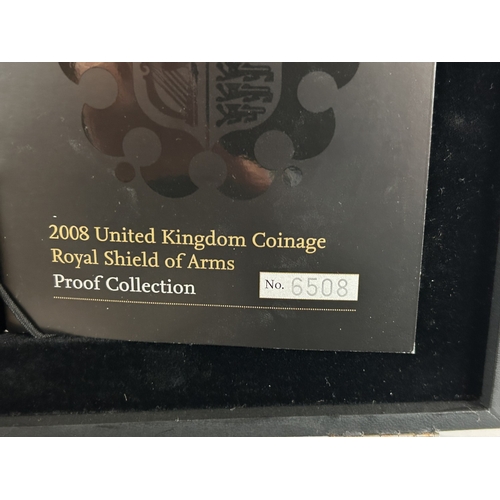 2008 United Kingdom Coinage
Royal Shield of Arms
Proof Collection No. 6508